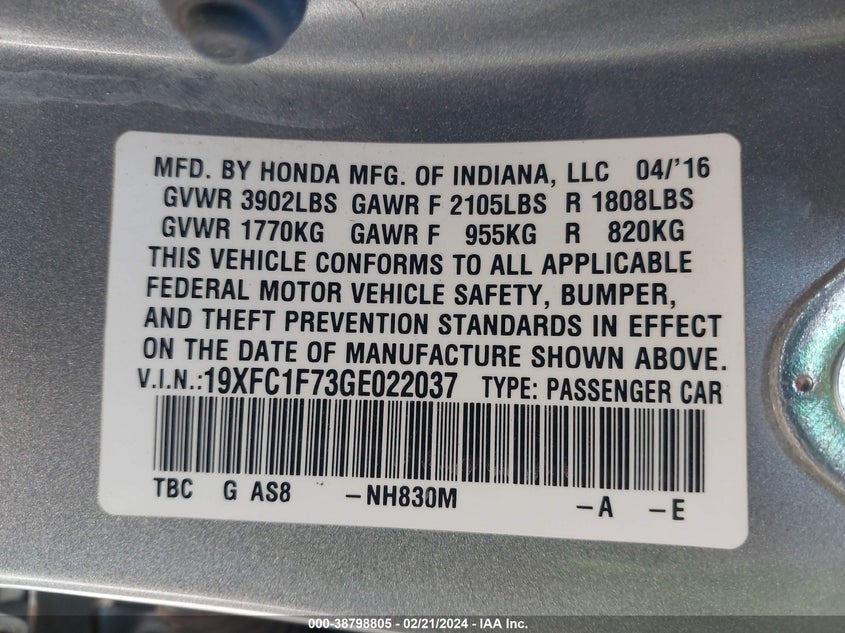 MFD. BY HONDA MFG. OF INDIANA, LLC 04/'16
GVWR 3902LBS GAWR F 2105LBS R 1808LBS
GVWR 1770KG GAWR F 955KG R 820KG
THIS VEHICLE CONFORMS TO ALL APPLICABLE
FEDERAL MOTOR VEHICLE SAFETY, BUMPER,
AND THEFT PREVENTION STANDARDS IN EFFECT
ON THE DATE OF MANUFACTURE SHOWN ABOVE.
V.I.N.:19XFC1F73GE022037 TYPE: PASSENGER CAR
TBC G AS8 -NH830M -A -E
000-38798805 - 02/21/2024 - IAA Inc.